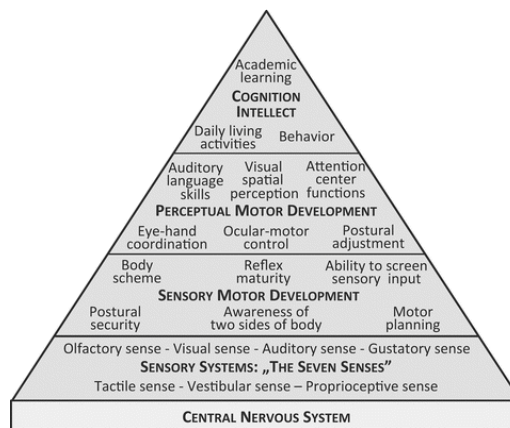 Academic
learning
COGNITION
INTELLECT
Daily living
activities
Behavior
Auditory
language
skills
Visual
spatial
perception
Attention
center
functions
PERCEPTUAL MOTOR DEVELOPMENT
Eye-hand
coordination
Ocular-motor
control
Postural
adjustment
Body
scheme
Reflex
maturity
Ability to screen
sensory input
SENSORY MOTOR DEVELOPMENT
Postural
security
Awareness of
two sides of body
Motor
planning
Olfactory sense - Visual sense - Auditory sense - Gustatory sense
SENSORY SYSTEMS: „THE SEVEN SENSES”
Tactile sense - Vestibular sense – Proprioceptive sense
CENTRAL NERVOUS SYSTEM